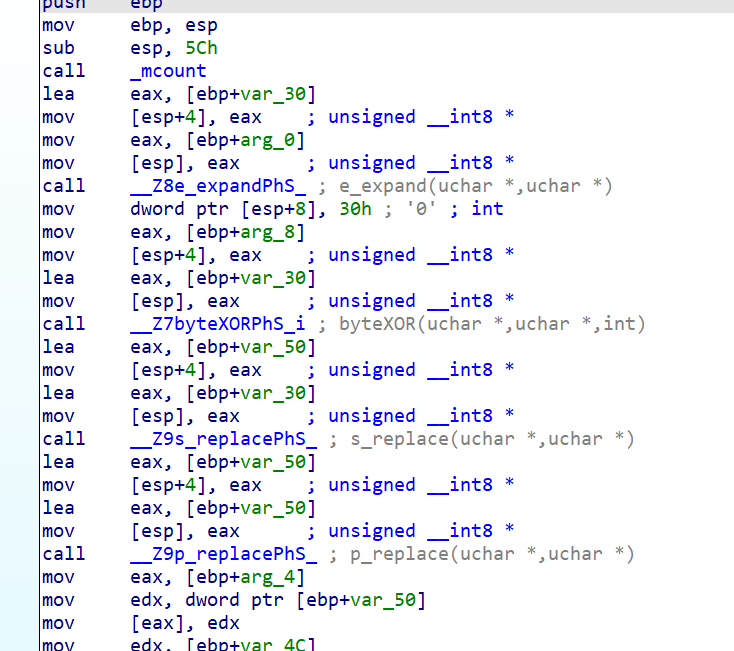 push ebp
mov ebp, esp
sub esp, 5Ch
call _mcount
lea eax, [ebp+var_30]
mov [esp+4], eax ; unsigned __int8 *
mov eax, [ebp+arg_0]
mov [esp], eax ; unsigned __int8 *
call __Z8e_expandPhS_ ; e_expand(uchar *,uchar *)
mov dword ptr [esp+8], 30h ; '0' ; int
mov eax, [ebp+arg_8]
mov [esp+4], eax ; unsigned __int8 *
lea eax, [ebp+var_30]
mov [esp], eax ; unsigned __int8 *
call __Z7byteXORPhS_i ; byteXOR(uchar *,uchar *,int)
lea eax, [ebp+var_50]
mov [esp+4], eax ; unsigned __int8 *
lea eax, [ebp+var_30]
mov [esp], eax ; unsigned __int8 *
call __Z9s_replacePhS_ ; s_replace(uchar *,uchar *)
lea eax, [ebp+var_50]
mov [esp+4], eax ; unsigned __int8 *
lea eax, [ebp+var_50]
mov [esp], eax ; unsigned __int8 *
call __Z9p_replacePhS_ ; p_replace(uchar *,uchar *)
mov eax, [ebp+arg_4]
mov edx, dword ptr [ebp+var_50]
mov [eax], edx
mov edx, [ebp+var_4C]